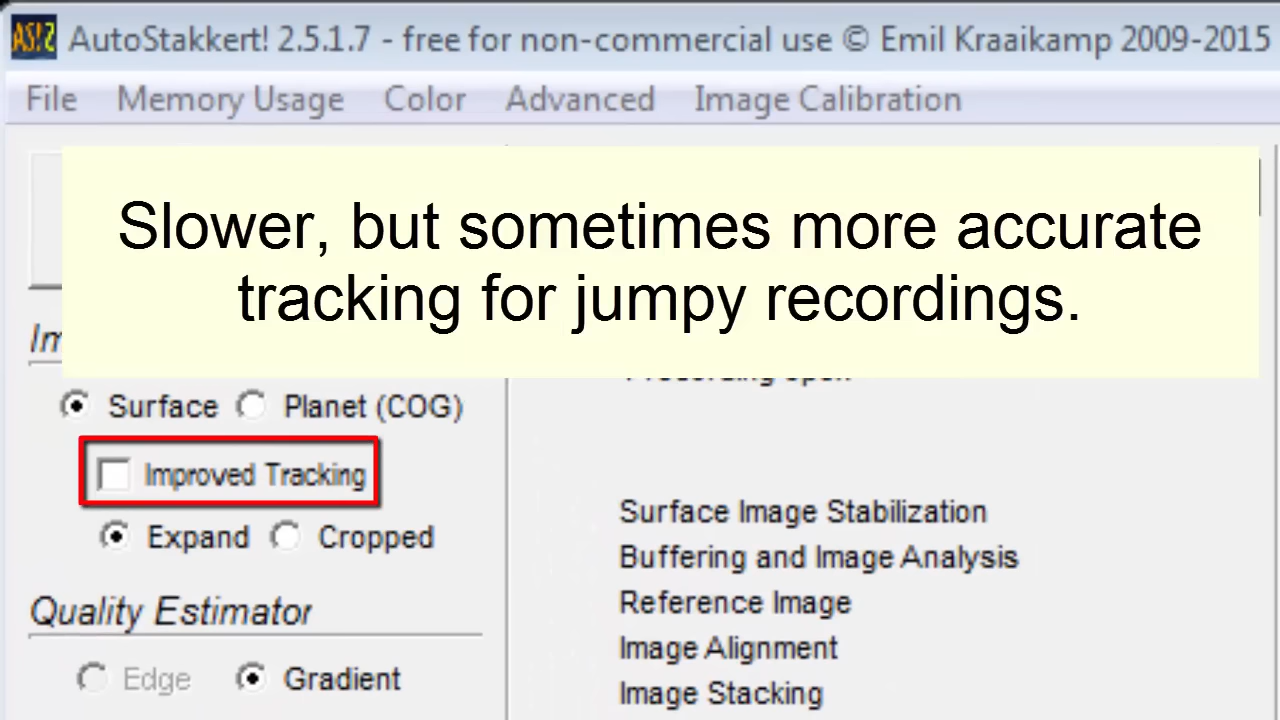 AS!2 AutoStakkert! 2.5.1.7 - free for non-commercial use © Emil Kraaikamp 2009-2015
File Memory Usage Color Advanced Image Calibration
Slower, but sometimes more accurate
tracking for jumpy recordings.
Surface Planet (COG)
Improved Tracking
Expand Cropped
Surface Image Stabilization
Buffering and Image Analysis
Reference Image
Quality Estimator
Image Alignment
Edge Gradient
Image Stacking